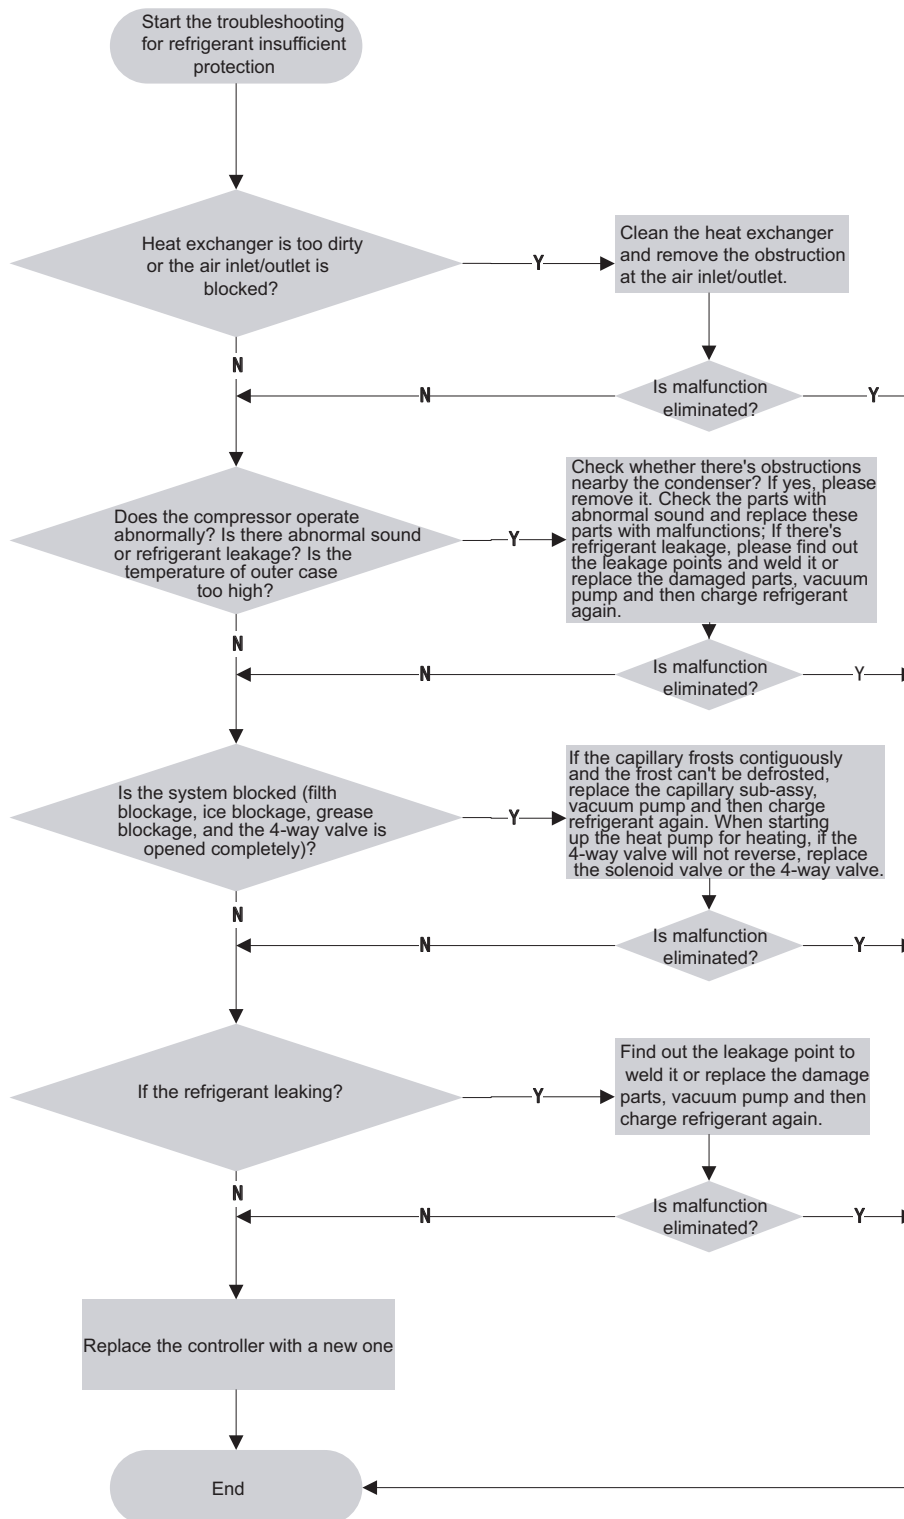 Start the troubleshooting
for refrigerant insufficient
protection
Heat exchanger is too dirty
or the air inlet/outlet is
blocked?
Y
Clean the heat exchanger
and remove the obstruction
at the air inlet/outlet.
N
Is malfunction
eliminated?
N
Y
Does the compressor operate
abnormally? Is there abnormal sound
or refrigerant leakage? Is the
temperature of outer case
too high?
Y
Check whether there's obstructions
nearby the condenser? If yes, please
remove it. Check the parts with
abnormal sound and replace these
parts with malfunctions; If there's
refrigerant leakage, please find out
the leakage points and weld it or
replace the damaged parts, vacuum
pump and then charge refrigerant
again.
N
Is malfunction
eliminated?
N
Y
Is the system blocked (filth
blockage, ice blockage, grease
blockage, and the 4-way valve is
opened completely)?
Y
If the capillary frosts contiguously
and the frost can't be defrosted,
replace the capillary sub-assy,
vacuum pump and then charge
refrigerant again. When starting
up the heat pump for heating, if the
4-way valve will not reverse, replace
the solenoid valve or the 4-way valve.
N
Is malfunction
eliminated?
N
Y
If the refrigerant leaking?
Y
Find out the leakage point to
weld it or replace the damage
parts, vacuum pump and then
charge refrigerant again.
N
Is malfunction
eliminated?
N
Y
Replace the controller with a new one
End